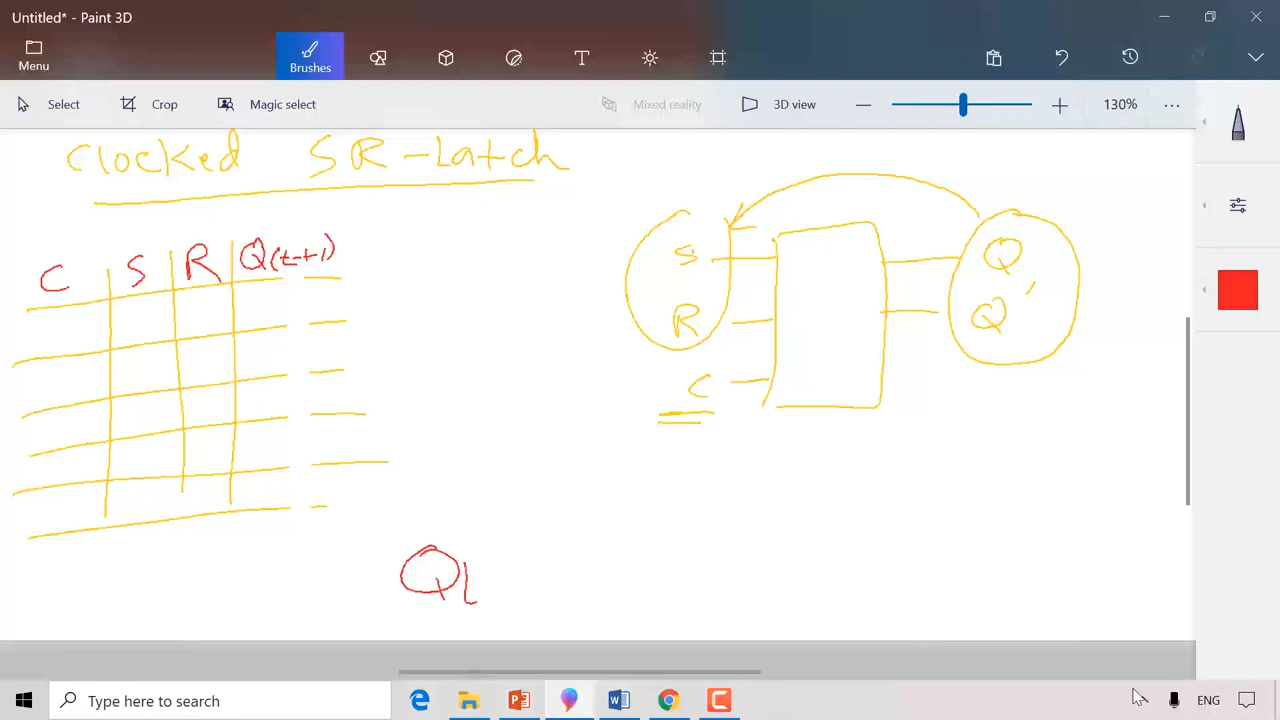 Untitled* - Paint 3D
Menu
Brushes
Select
Crop
Magic select
Mixed reality
3D view
130%
Clocked SR-Latch
C S R Q(t+1)
S
R
C
Q
Q'
Type here to search
ENG